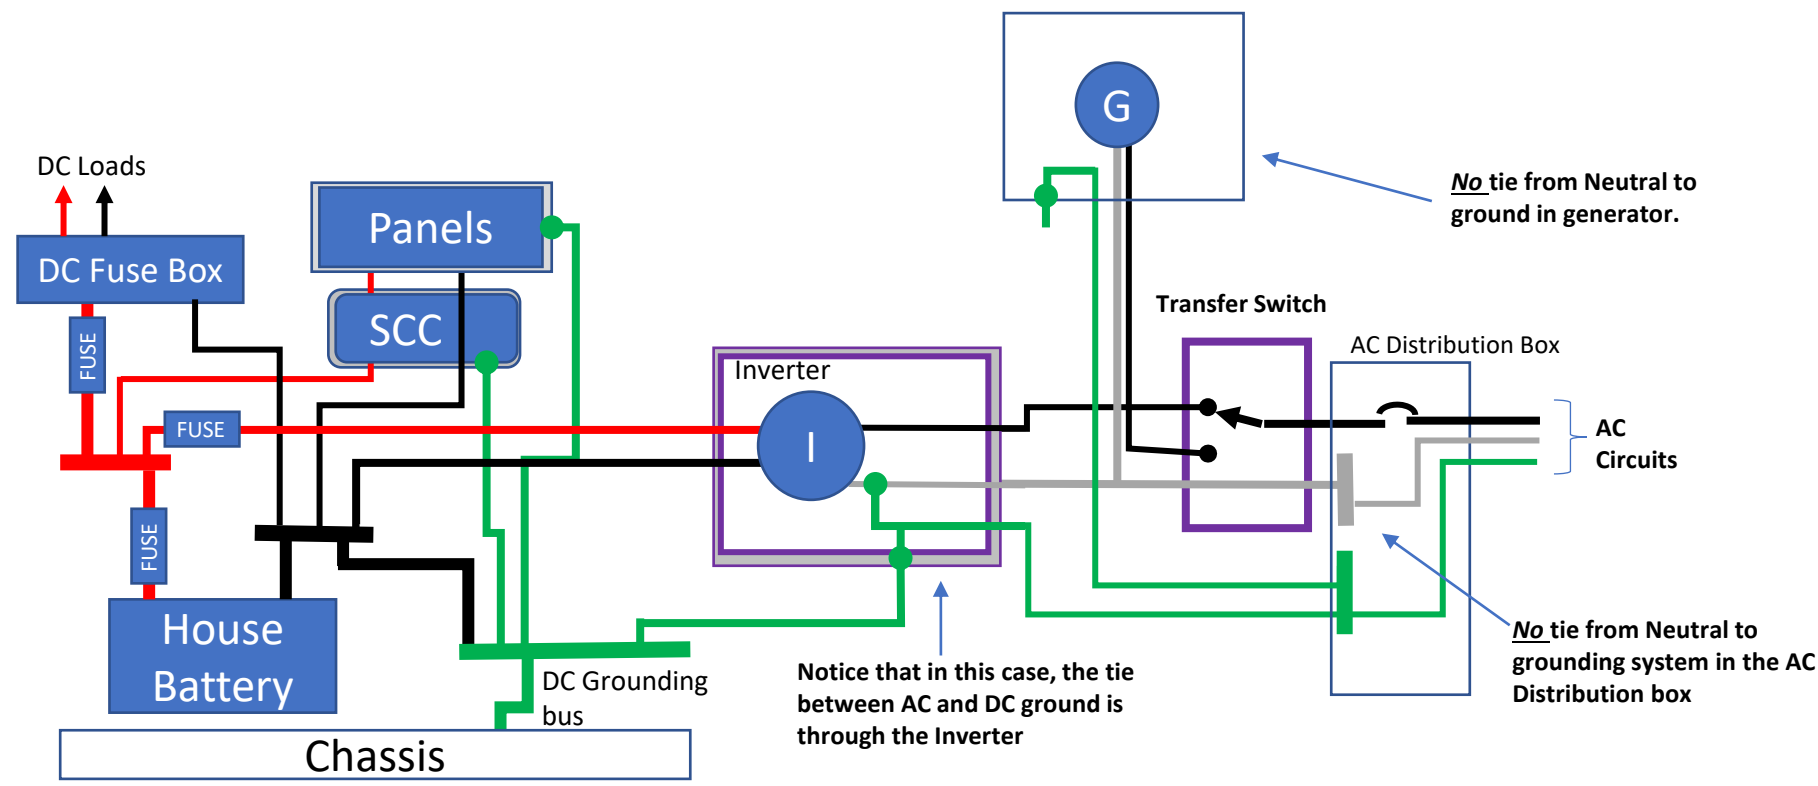 G
DC Loads
No tie from Neutral to
ground in generator.
Panels
DC Fuse Box
SCC
Transfer Switch
FUSE
AC Distribution Box
Inverter
FUSE
I
AC
Circuits
FUSE
House
Battery
No tie from Neutral to
grounding system in the AC
Distribution box
DC Grounding
bus
Notice that in this case, the tie
between AC and DC ground is
through the Inverter
Chassis